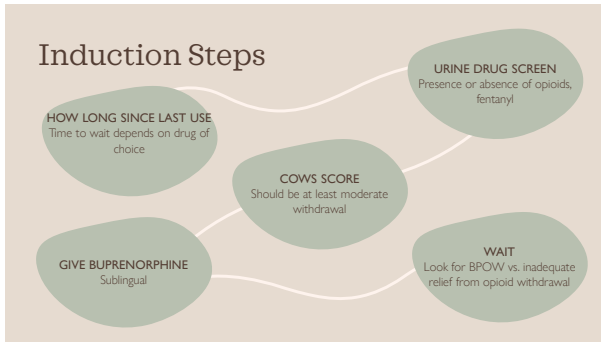 Induction Steps
HOW LONG SINCE LAST USE
Time to wait depends on drug of
choice
URINE DRUG SCREEN
Presence or absence of opioids,
fentanyl
COWS SCORE
Should be at least moderate
withdrawal
GIVE BUPRENORPHINE
Sublingual
WAIT
Look for BPOW vs. inadequate
relief from opioid withdrawal